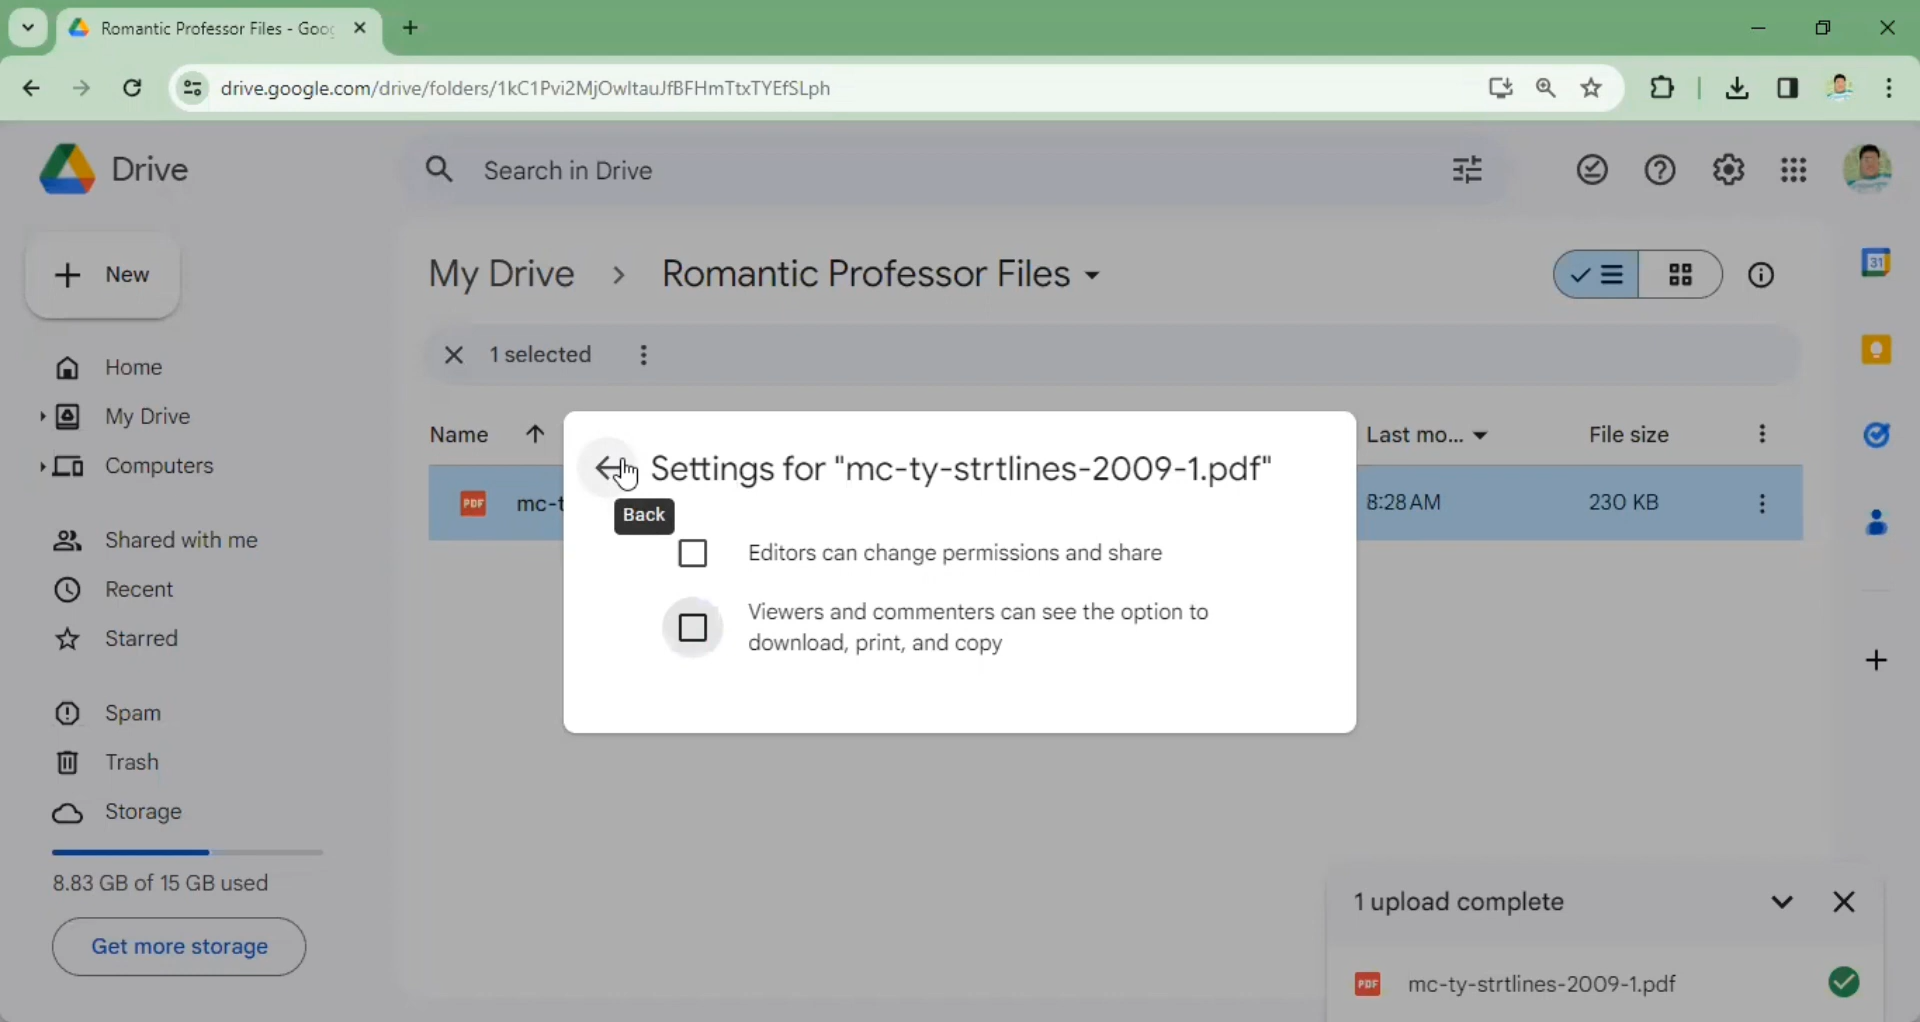 Romantic Professor Files - Goog
drive.google.com/drive/folders/1kC1Pvi2MjOwltauJfBFHmTtxTYEfSLph
Drive
Search in Drive
New
My Drive > Romantic Professor Files
1 selected
Home
My Drive
Computers
Shared with me
Recent
Starred
Spam
Trash
Storage
8.83 GB of 15 GB used
Get more storage
Name
Last mo...
File size
PDF mc-t
8:28 AM
230 KB
Settings for "mc-ty-strtlines-2009-1.pdf"
Back
Editors can change permissions and share
Viewers and commenters can see the option to
download, print, and copy
31
1 upload complete
PDF mc-ty-strtlines-2009-1.pdf